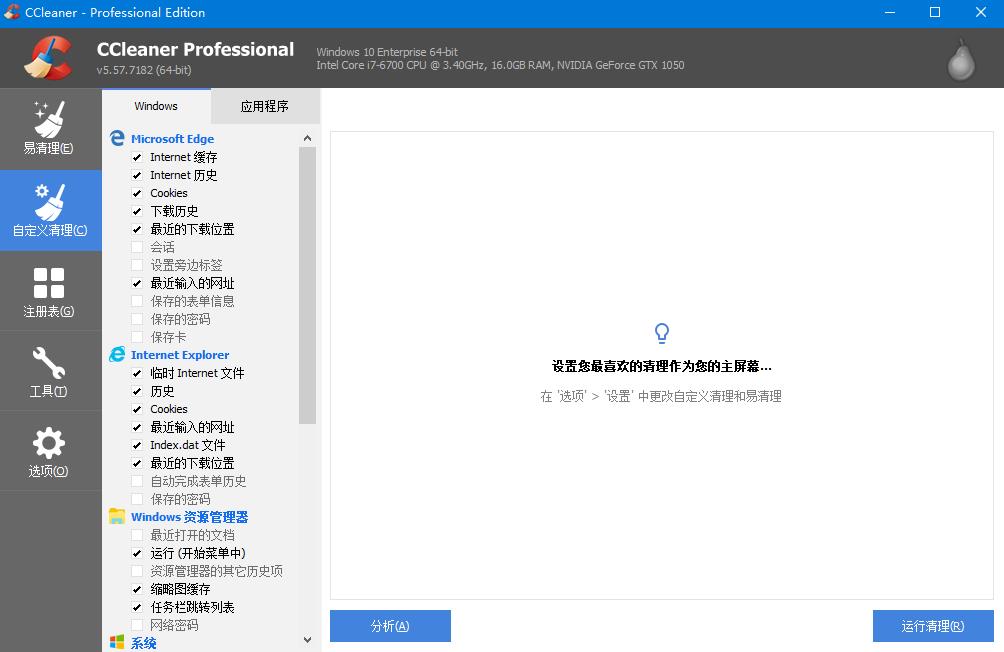 CCleaner - Professional Edition
CCleaner Professional
v5.57.7182 (64-bit)
Windows 10 Enterprise 64-bit
Intel Core i7-6700 CPU @ 3.40GHz, 16.0GB RAM, NVIDIA GeForce GTX 1050
易清理(E)
自定义清理(C)
注册表(G)
工具(T)
选项(O)
Windows
应用程序
Microsoft Edge
Internet 缓存
Internet 历史
Cookies
下载历史
最近的下载位置
会话
设置旁边标签
最近输入的网址
保存的表单信息
保存的密码
保存卡
Internet Explorer
临时 Internet 文件
历史
Cookies
最近输入的网址
Index.dat 文件
最近的下载位置
自动完成表单历史
保存的密码
Windows 资源管理器
最近打开的文档
运行 (开始菜单中)
资源管理器的其它历史项
缩略图缓存
任务栏跳转列表
网络密码
系统
设置您最喜欢的清理作为您的主屏幕...
在 '选项' > '设置' 中更改自定义清理和易清理
分析(A)
运行清理(R)